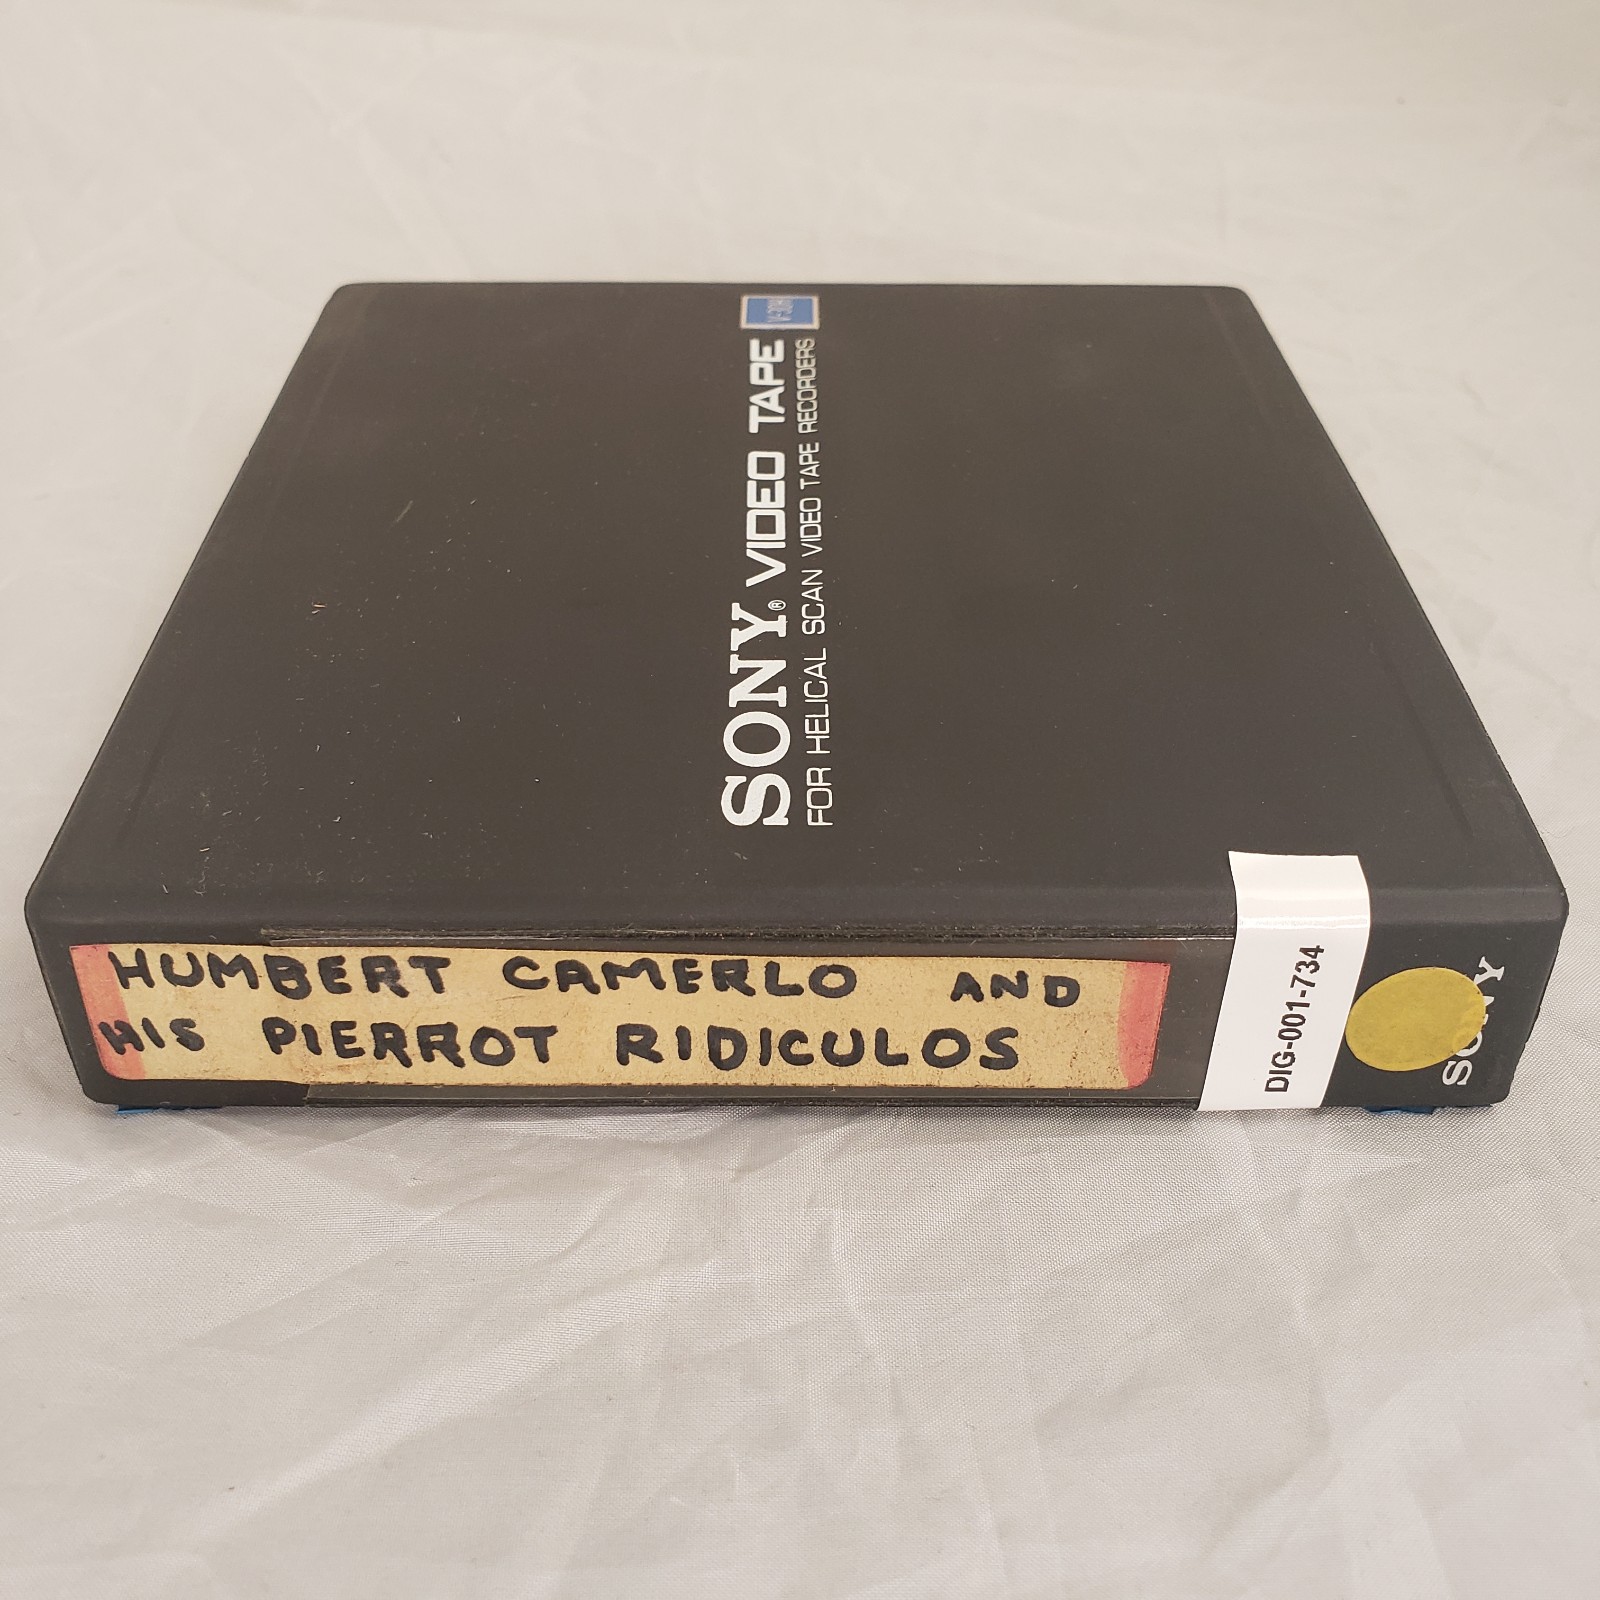 V-30H
SONY® VIDEO TAPE
FOR HELICAL SCAN VIDEO TAPE RECORDERS
HUMBERT CAMERLO AND
HIS PIERROT RIDICULOS
DIG-001-734
SONY